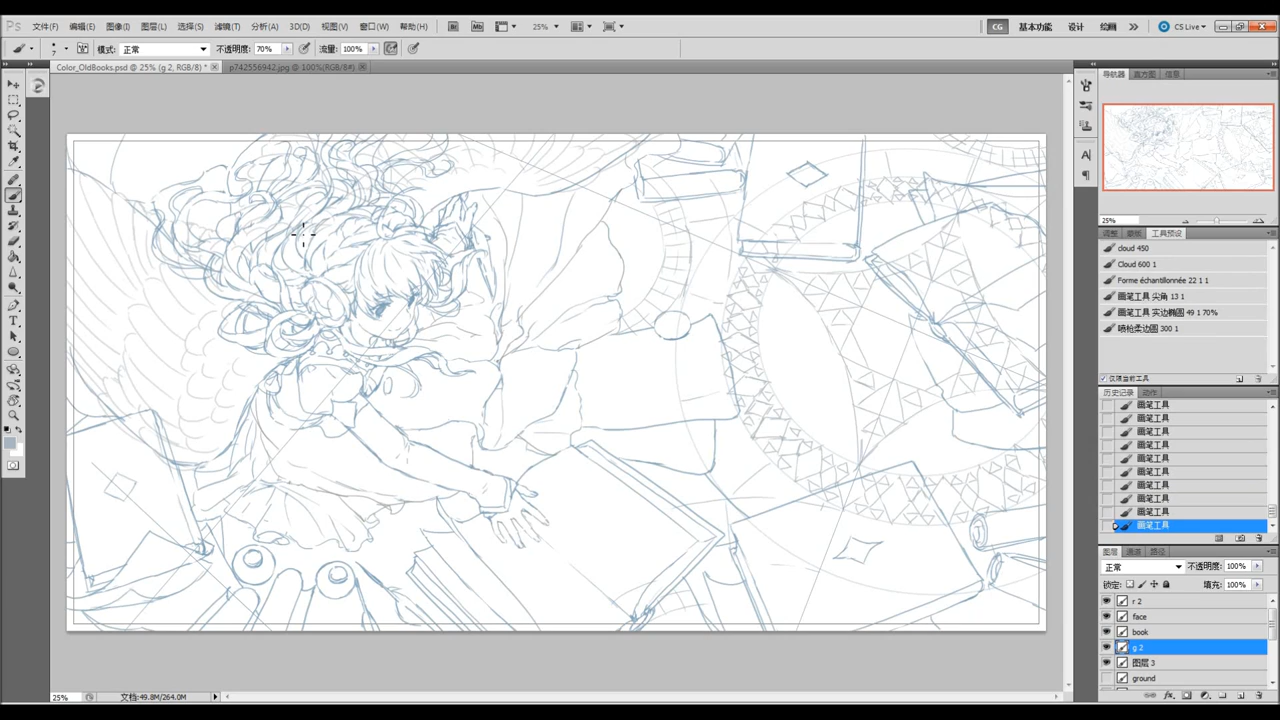 Ps 文件(F) 编辑(E) 图像(I) 图层(L) 选择(S) 滤镜(T) 分析(A) 3D(D) 视图(V) 窗口(W) 帮助(H) Br Mb 25% CG 基本功能 设计 绘画 CS Live
7 模式: 正常 不透明度: 70% 流量: 100%
Color_OldBooks.psd @ 25% (g 2, RGB/8) * p742556942.jpg @ 100%(RGB/8#)
导航器 直方图 信息
25%
调整 蒙版 工具预设
cloud 450
Cloud 600 1
Forme échantillonnée 22 1 1
画笔工具 尖角 13 1
画笔工具 实边椭圆 49 1 70%
喷枪柔边圆 300 1
仅限当前工具
历史记录 动作
画笔工具
画笔工具
画笔工具
画笔工具
画笔工具
画笔工具
画笔工具
画笔工具
画笔工具
画笔工具
图层 通道 路径
正常 不透明度: 100%
锁定: 填充: 100%
r 2
face
book
g 2
图层 3
ground
25% 文档:49.8M/264.0M